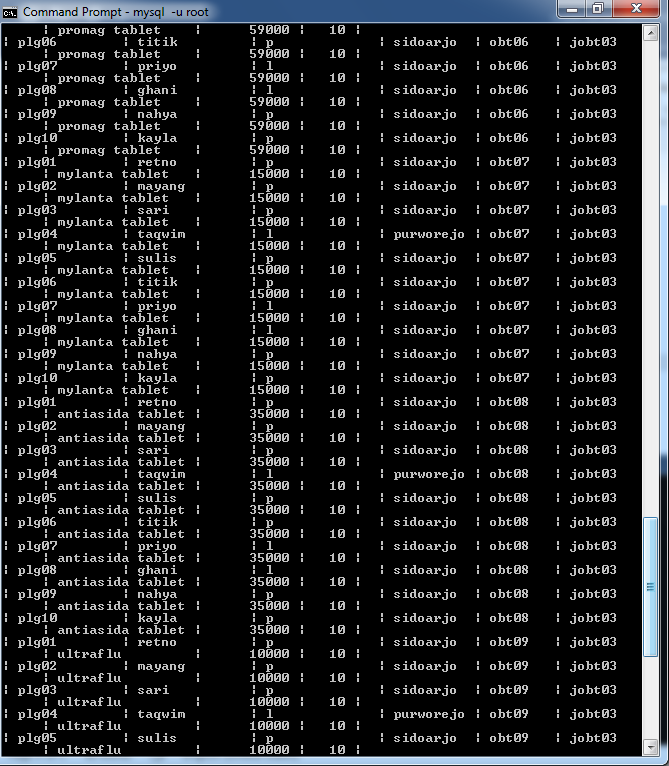 Command Prompt - mysql -u root
¦ promag tablet ¦ 59000 ¦ 10 ¦
¦ plg06 ¦ titik ¦ p ¦ sidoarjo ¦ obt06 ¦ jobt03
¦ promag tablet ¦ 59000 ¦ 10 ¦
¦ plg07 ¦ priyo ¦ l ¦ sidoarjo ¦ obt06 ¦ jobt03
¦ promag tablet ¦ 59000 ¦ 10 ¦
¦ plg08 ¦ ghani ¦ l ¦ sidoarjo ¦ obt06 ¦ jobt03
¦ promag tablet ¦ 59000 ¦ 10 ¦
¦ plg09 ¦ nahya ¦ p ¦ sidoarjo ¦ obt06 ¦ jobt03
¦ promag tablet ¦ 59000 ¦ 10 ¦
¦ plg10 ¦ kayla ¦ p ¦ sidoarjo ¦ obt06 ¦ jobt03
¦ promag tablet ¦ 59000 ¦ 10 ¦
¦ plg01 ¦ retno ¦ p ¦ sidoarjo ¦ obt07 ¦ jobt03
¦ mylanta tablet ¦ 15000 ¦ 10 ¦
¦ plg02 ¦ mayang ¦ p ¦ sidoarjo ¦ obt07 ¦ jobt03
¦ mylanta tablet ¦ 15000 ¦ 10 ¦
¦ plg03 ¦ sari ¦ p ¦ sidoarjo ¦ obt07 ¦ jobt03
¦ mylanta tablet ¦ 15000 ¦ 10 ¦
¦ plg04 ¦ taqwim ¦ l ¦ purworejo ¦ obt07 ¦ jobt03
¦ mylanta tablet ¦ 15000 ¦ 10 ¦
¦ plg05 ¦ sulis ¦ p ¦ sidoarjo ¦ obt07 ¦ jobt03
¦ mylanta tablet ¦ 15000 ¦ 10 ¦
¦ plg06 ¦ titik ¦ p ¦ sidoarjo ¦ obt07 ¦ jobt03
¦ mylanta tablet ¦ 15000 ¦ 10 ¦
¦ plg07 ¦ priyo ¦ l ¦ sidoarjo ¦ obt07 ¦ jobt03
¦ mylanta tablet ¦ 15000 ¦ 10 ¦
¦ plg08 ¦ ghani ¦ l ¦ sidoarjo ¦ obt07 ¦ jobt03
¦ mylanta tablet ¦ 15000 ¦ 10 ¦
¦ plg09 ¦ nahya ¦ p ¦ sidoarjo ¦ obt07 ¦ jobt03
¦ mylanta tablet ¦ 15000 ¦ 10 ¦
¦ plg10 ¦ kayla ¦ p ¦ sidoarjo ¦ obt07 ¦ jobt03
¦ mylanta tablet ¦ 15000 ¦ 10 ¦
¦ plg01 ¦ retno ¦ p ¦ sidoarjo ¦ obt08 ¦ jobt03
¦ antiasida tablet ¦ 35000 ¦ 10 ¦
¦ plg02 ¦ mayang ¦ p ¦ sidoarjo ¦ obt08 ¦ jobt03
¦ antiasida tablet ¦ 35000 ¦ 10 ¦
¦ plg03 ¦ sari ¦ p ¦ sidoarjo ¦ obt08 ¦ jobt03
¦ antiasida tablet ¦ 35000 ¦ 10 ¦
¦ plg04 ¦ taqwim ¦ l ¦ purworejo ¦ obt08 ¦ jobt03
¦ antiasida tablet ¦ 35000 ¦ 10 ¦
¦ plg05 ¦ sulis ¦ p ¦ sidoarjo ¦ obt08 ¦ jobt03
¦ antiasida tablet ¦ 35000 ¦ 10 ¦
¦ plg06 ¦ titik ¦ p ¦ sidoarjo ¦ obt08 ¦ jobt03
¦ antiasida tablet ¦ 35000 ¦ 10 ¦
¦ plg07 ¦ priyo ¦ l ¦ sidoarjo ¦ obt08 ¦ jobt03
¦ antiasida tablet ¦ 35000 ¦ 10 ¦
¦ plg08 ¦ ghani ¦ l ¦ sidoarjo ¦ obt08 ¦ jobt03
¦ antiasida tablet ¦ 35000 ¦ 10 ¦
¦ plg09 ¦ nahya ¦ p ¦ sidoarjo ¦ obt08 ¦ jobt03
¦ antiasida tablet ¦ 35000 ¦ 10 ¦
¦ plg10 ¦ kayla ¦ p ¦ sidoarjo ¦ obt08 ¦ jobt03
¦ antiasida tablet ¦ 35000 ¦ 10 ¦
¦ plg01 ¦ retno ¦ p ¦ sidoarjo ¦ obt09 ¦ jobt03
¦ ultraflu ¦ 10000 ¦ 10 ¦
¦ plg02 ¦ mayang ¦ p ¦ sidoarjo ¦ obt09 ¦ jobt03
¦ ultraflu ¦ 10000 ¦ 10 ¦
¦ plg03 ¦ sari ¦ p ¦ sidoarjo ¦ obt09 ¦ jobt03
¦ ultraflu ¦ 10000 ¦ 10 ¦
¦ plg04 ¦ taqwim ¦ l ¦ purworejo ¦ obt09 ¦ jobt03
¦ ultraflu ¦ 10000 ¦ 10 ¦
¦ plg05 ¦ sulis ¦ p ¦ sidoarjo ¦ obt09 ¦ jobt03
¦ ultraflu ¦ 10000 ¦ 10 ¦